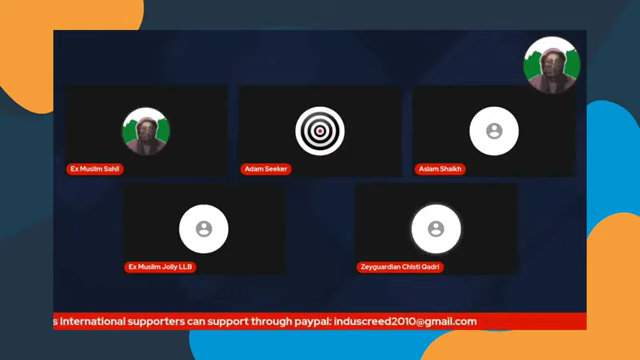 Ex Muslim Sahil
Adam Seeker
Aslam Shaikh
Ex Muslim Jolly LLB
Zeyguardian Chisti Qadri
s International supporters can support through paypal: induscreed2010@gmail.com